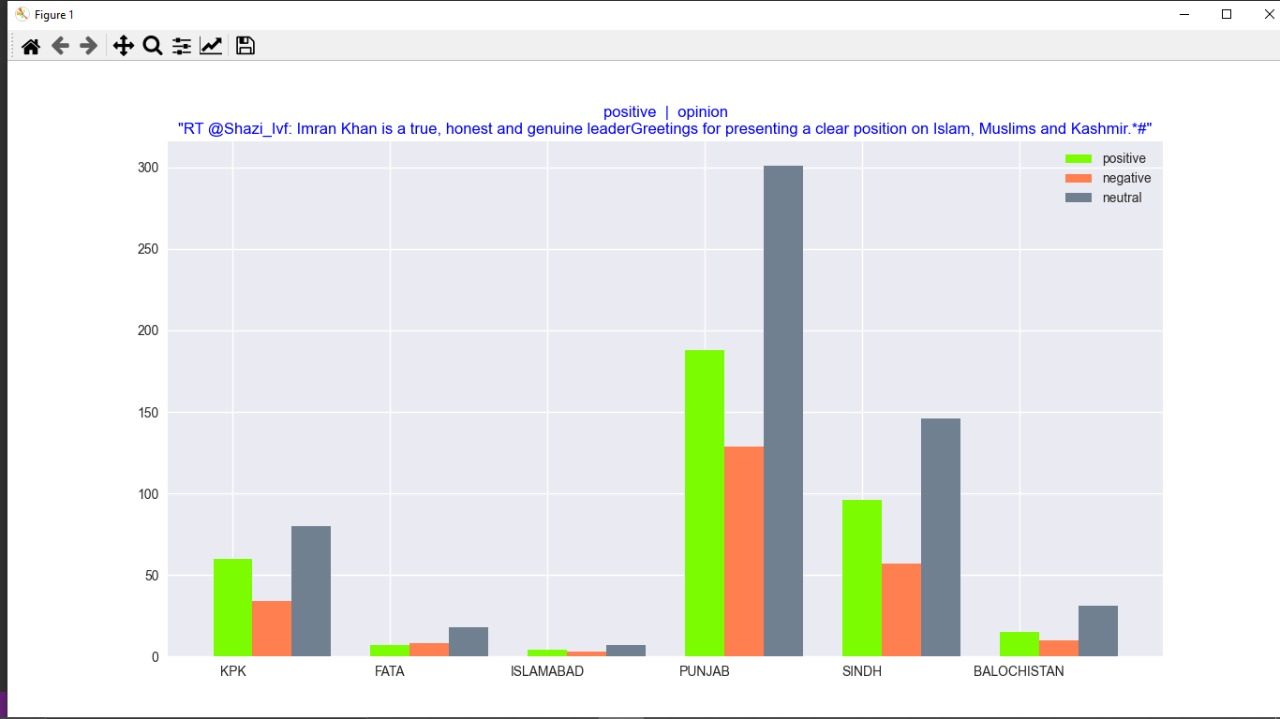 Figure 1
positive | opinion
"RT @Shazi_Ivf: Imran Khan is a true, honest and genuine leaderGreetings for presenting a clear position on Islam, Muslims and Kashmir.*#"
positive
negative
neutral
300
250
200
150
100
50
0
KPK FATA ISLAMABAD PUNJAB SINDH BALOCHISTAN